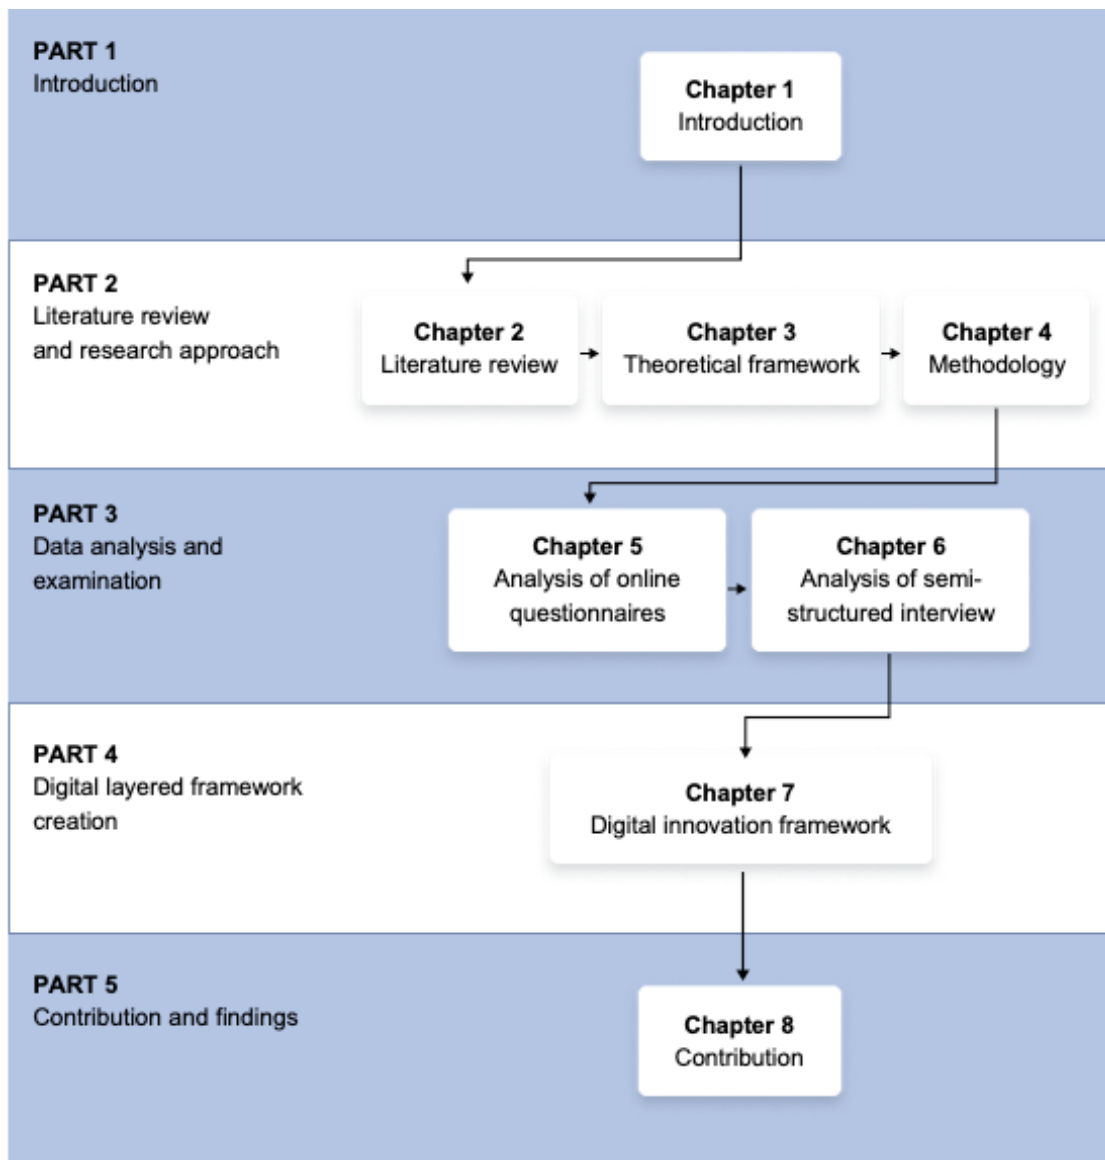 PART 1
Introduction
Chapter 1
Introduction
PART 2
Literature review
and research approach
Chapter 2
Literature review
Chapter 3
Theoretical framework
Chapter 4
Methodology
PART 3
Data analysis and
examination
Chapter 5
Analysis of online
questionnaires
Chapter 6
Analysis of semi-
structured interview
PART 4
Digital layered framework
creation
Chapter 7
Digital innovation framework
PART 5
Contribution and findings
Chapter 8
Contribution